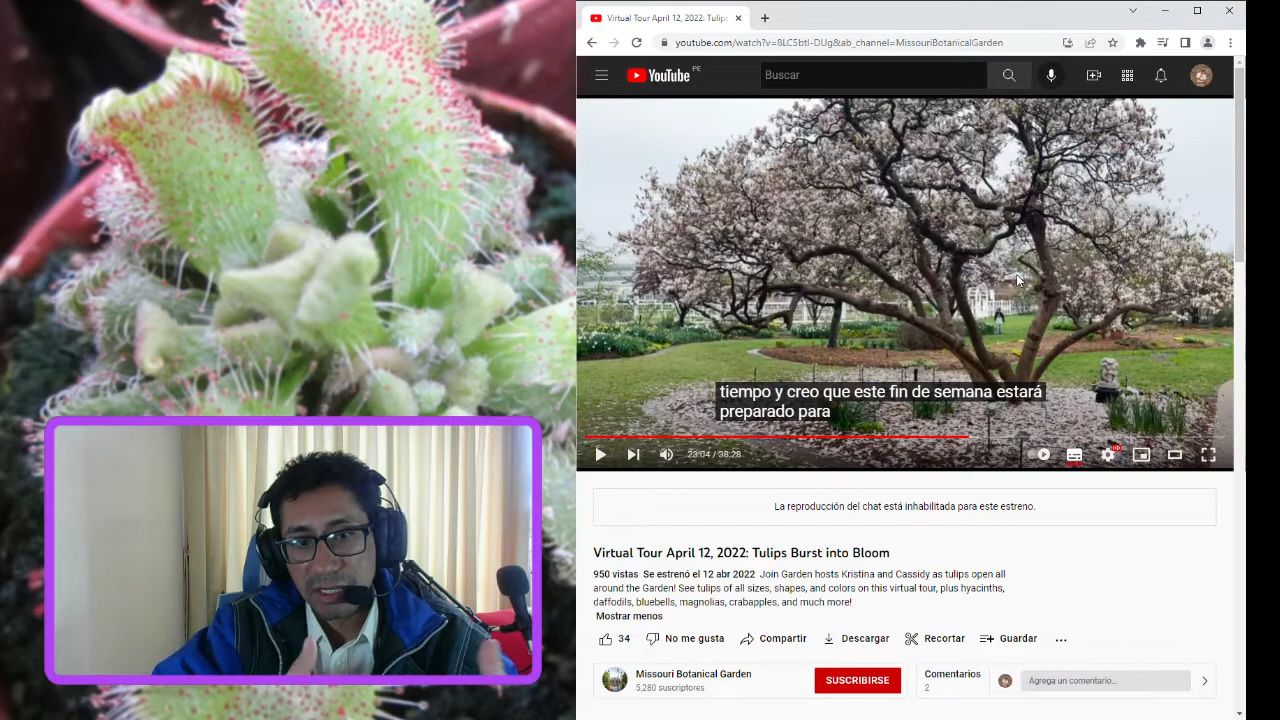 Virtual Tour April 12, 2022: Tulips
youtube.com/watch?v=8LC5btl-DUg&ab_channel=MissouriBotanicalGarden
YouTube PE
Buscar
tiempo y creo que este fin de semana estará
preparado para
23:04 / 38:28
HD
La reproducción del chat está inhabilitada para este estreno.
Virtual Tour April 12, 2022: Tulips Burst into Bloom
950 vistas Se estrenó el 12 abr 2022 Join Garden hosts Kristina and Cassidy as tulips open all
around the Garden! See tulips of all sizes, shapes, and colors on this virtual tour, plus hyacinths,
daffodils, bluebells, magnolias, crabapples, and much more!
Mostrar menos
34 No me gusta Compartir Descargar Recortar Guardar
Missouri Botanical Garden
5,280 suscriptores
SUSCRIBIRSE
Comentarios
2
Agrega un comentario...